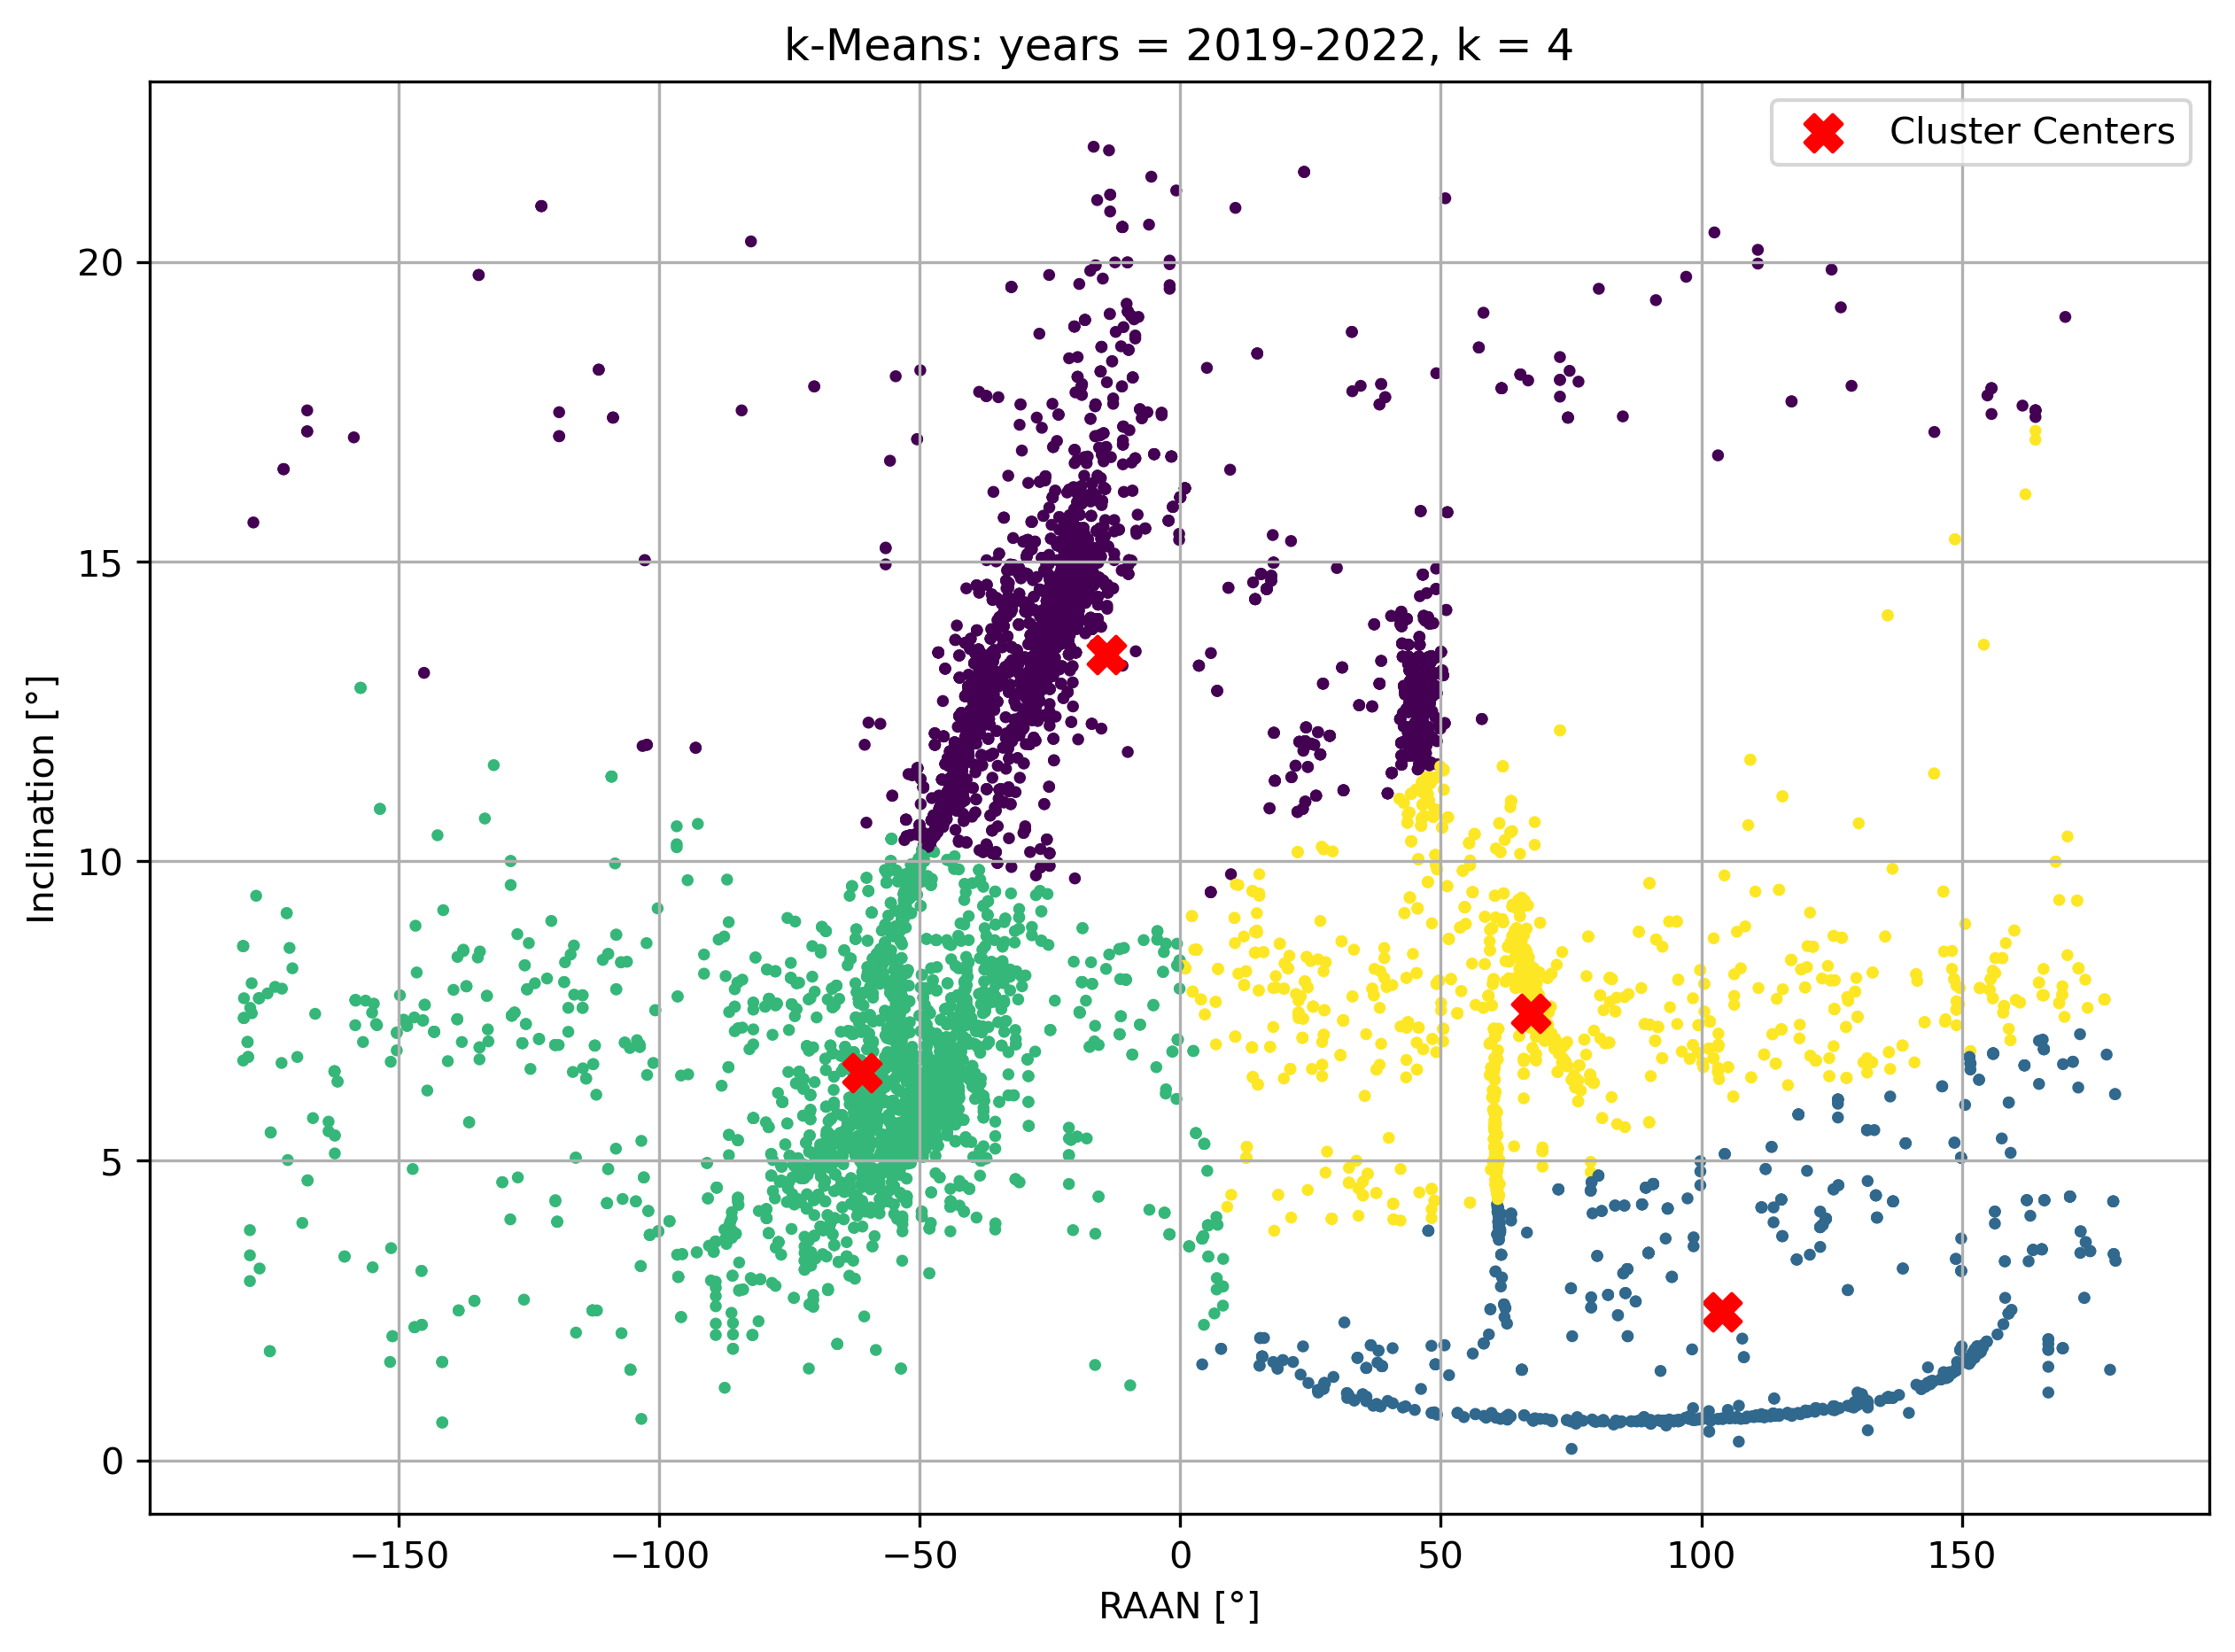 k-Means: years = 2019-2022, k = 4
Cluster Centers
20
15
10
5
0
Inclination [°]
−150 −100 −50 0 50 100 150
RAAN [°]